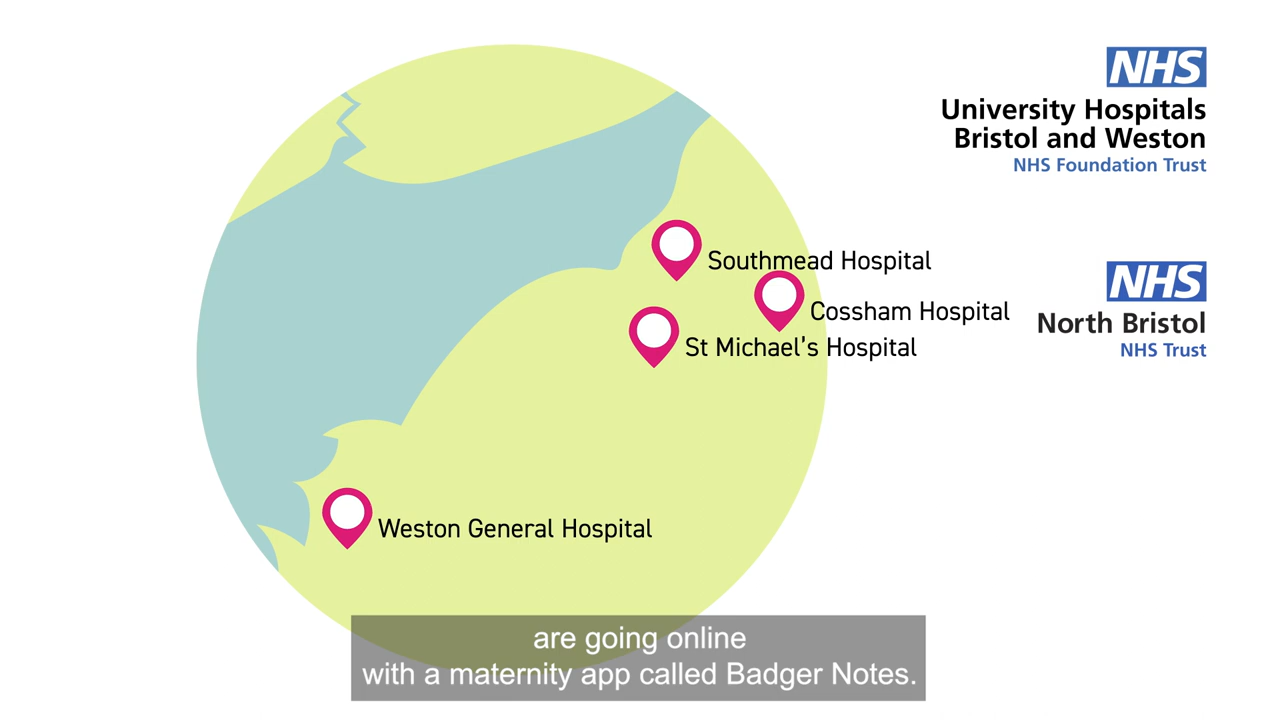 NHS
University Hospitals
Bristol and Weston
NHS Foundation Trust
Southmead Hospital
NHS
Cossham Hospital
North Bristol
St Michael's Hospital
NHS Trust
Weston General Hospital
are going online
with a maternity app called Badger Notes.